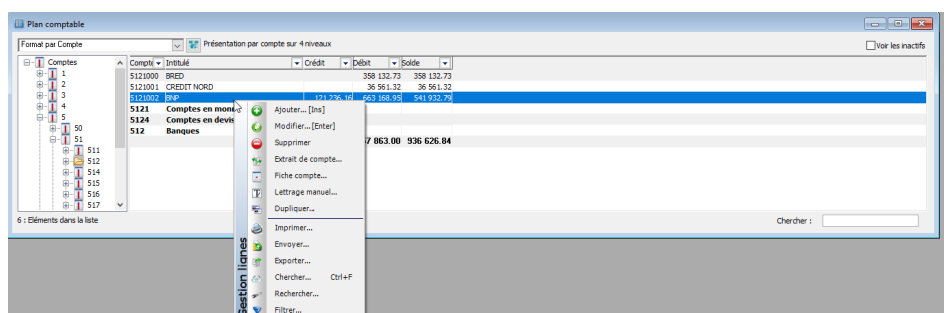 Plan comptable
Format par Compte
Présentation par compte sur 4 niveaux
Voir les inactifs
Comptes
1
2
3
4
5
50
51
511
512
514
515
516
517
Compte Intitulé Crédit Débit Solde
5121000 BRED 358 132.73 358 132.73
5121001 CREDIT NORD 36 561.32 36 561.32
5121002 BNP 121 236.16 663 168.95 541 932.79
5121 Comptes en monn
5124 Comptes en devis
512 Banques
7 863.00 936 626.84
Ajouter... [Ins]
Modifier... [Enter]
Supprimer
Extrait de compte...
Fiche compte...
Lettrage manuel...
Dupliquer...
Imprimer...
Envoyer...
Exporter...
Chercher... Ctrl+F
Rechercher...
Filtrer...
Gestion lignes
6 : Eléments dans la liste
Chercher :